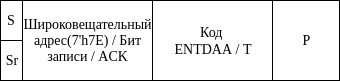 S
Sr
Широковещательный
адрес(7'h7E) / Бит
записи / ACK
Код
ENTDAA / T
P